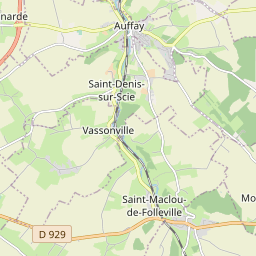 narde
Auffay
Saint-Denis-
sur-Scie
Vassonville
Saint-Maclou-
de-Folleville
Mo
D 929